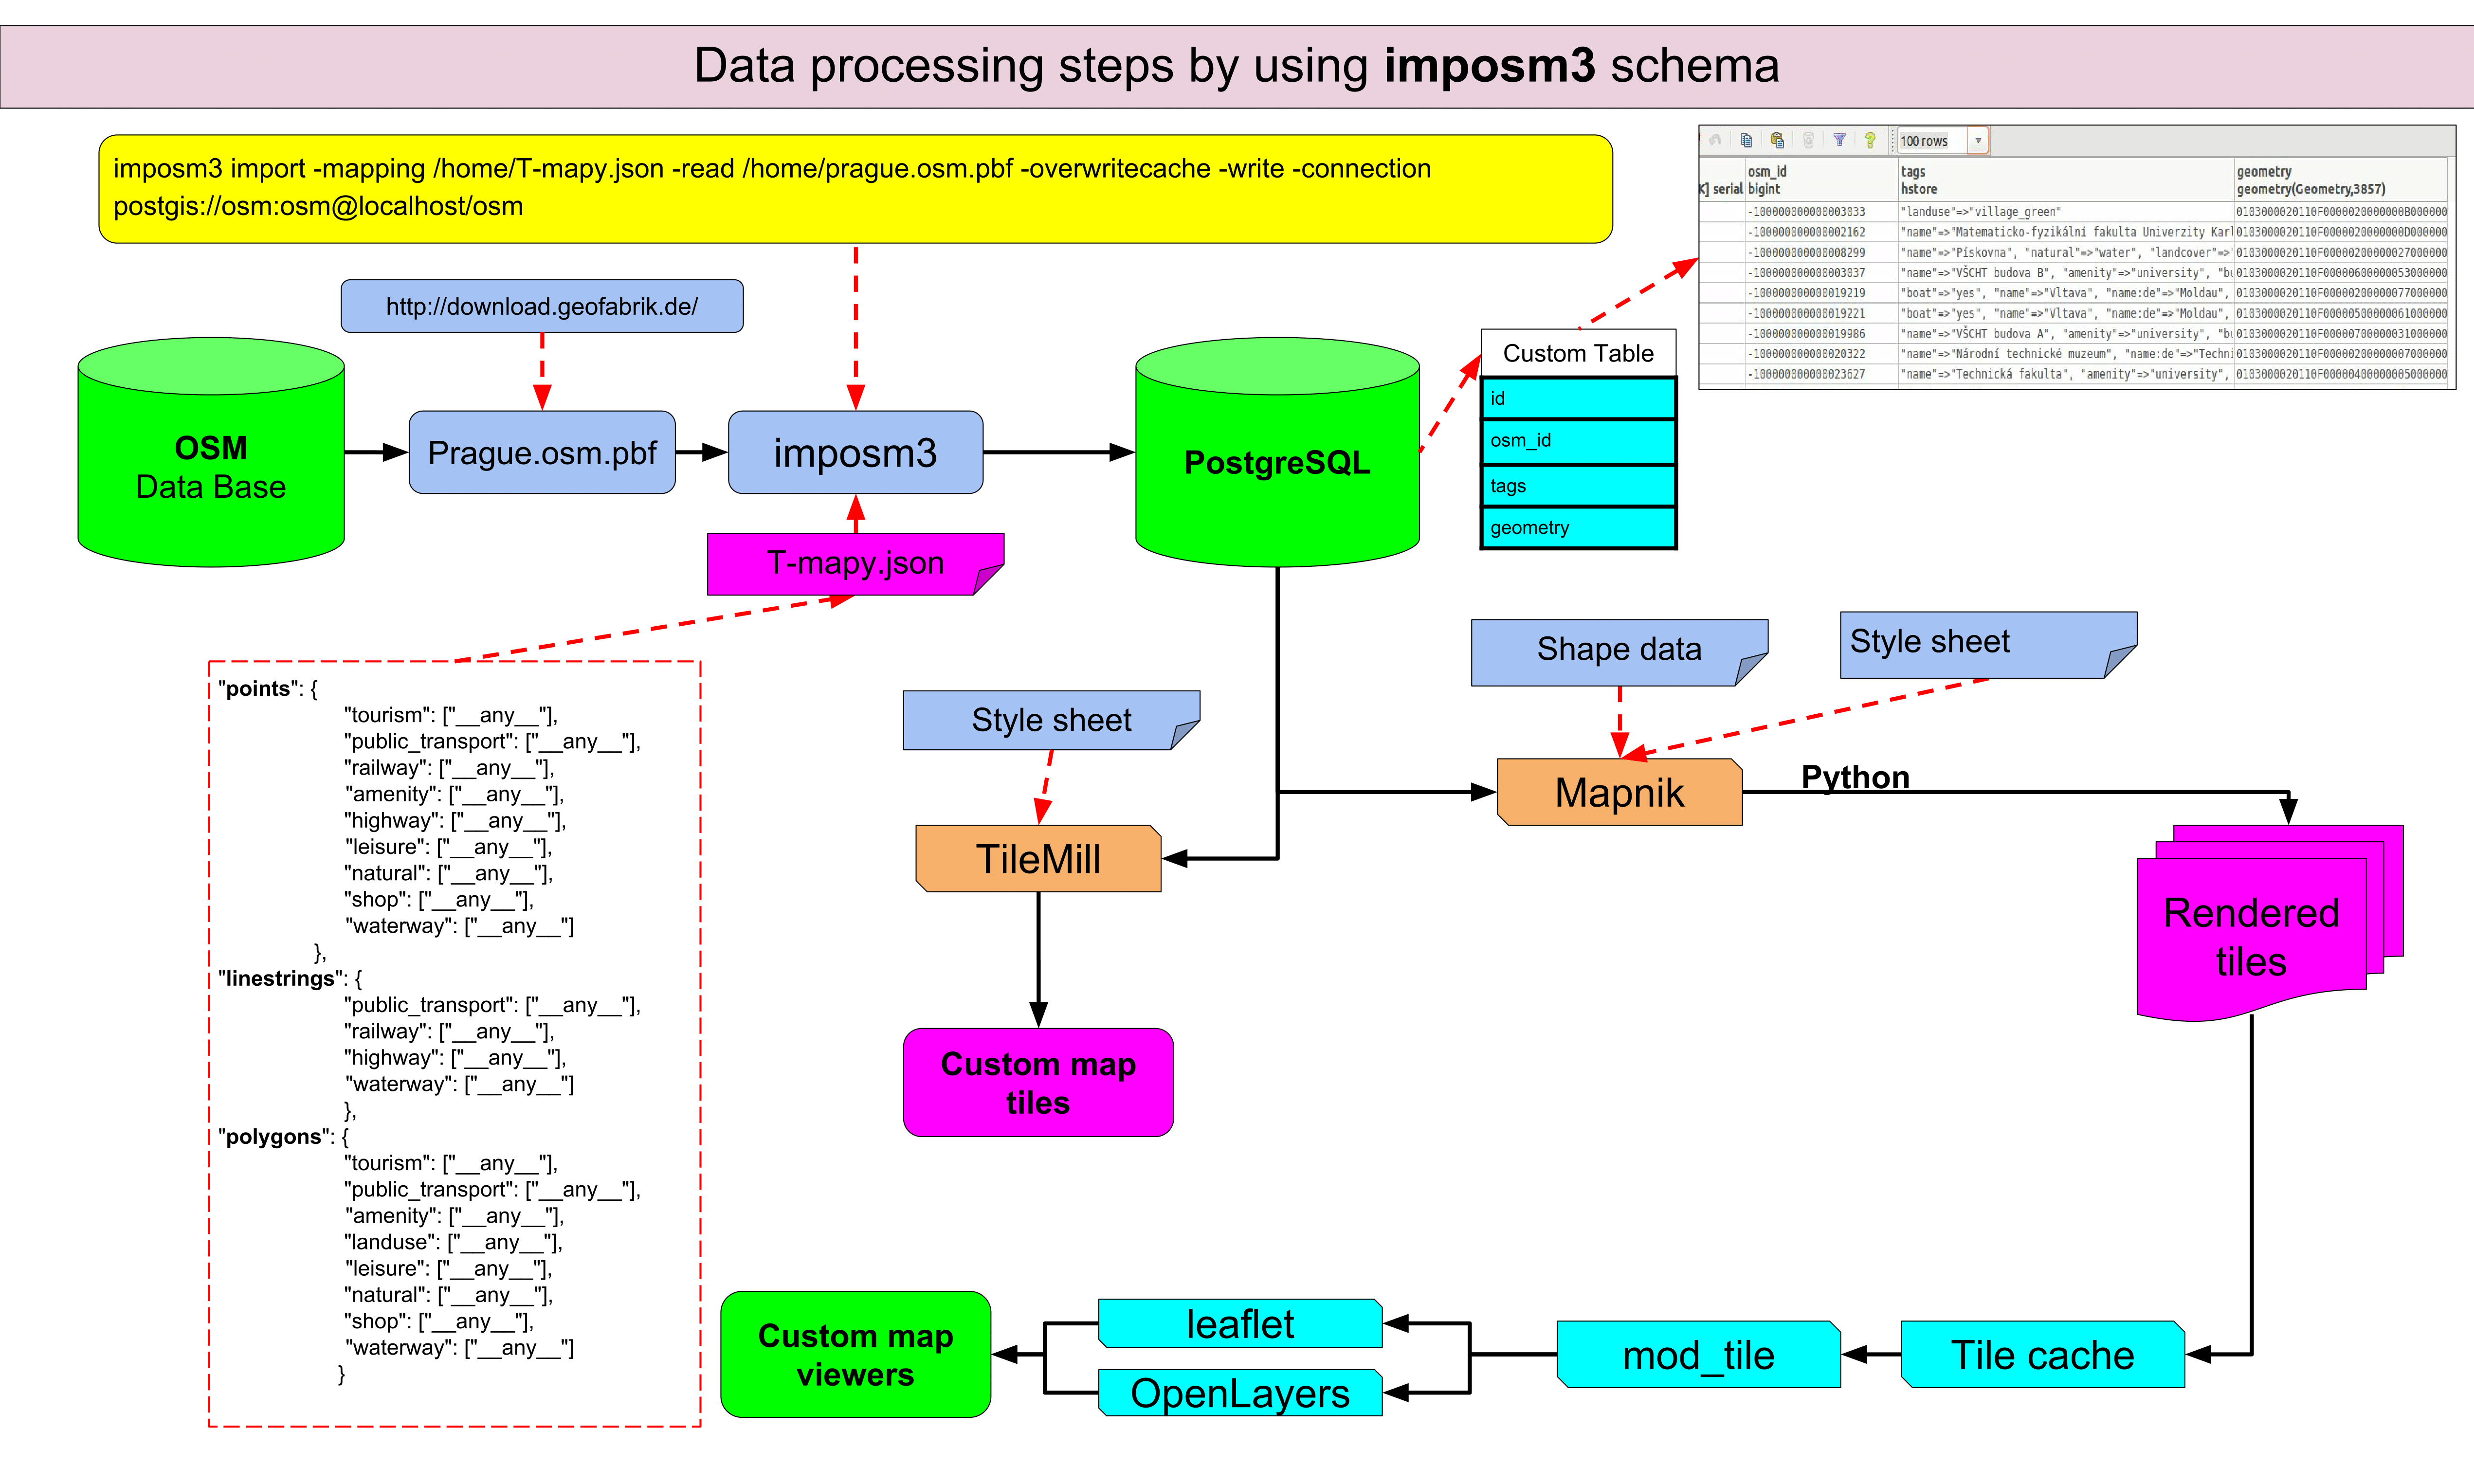 Data processing steps by using imposm3 schema
imposm3 import -mapping /home/T-mapy.json -read /home/prague.osm.pbf -overwritecache -write -connection
postgis://osm:osm@localhost/osm
http://download.geofabrik.de/
OSM
Data Base
Prague.osm.pbf
imposm3
PostgreSQL
T-mapy.json
Custom Table
id
osm_id
tags
geometry
100 rows
osm_id tags geometry
K] serial bigint hstore geometry(Geometry,3857)
-100000000000003033 "landuse"=>"village_green" 0103000020110F0000020000000B000000
-100000000000002162 "name"=>"Matematicko-fyzikální fakulta Univerzity Karl 0103000020110F0000020000000D000000
-100000000000008299 "name"=>"Pískovna", "natural"=>"water", "landcover"=>" 0103000020110F00000200000027000000
-100000000000003037 "name"=>"VŠCHT budova B", "amenity"=>"university", "bu 0103000020110F00000600000053000000
-100000000000019219 "boat"=>"yes", "name"=>"Vltava", "name:de"=>"Moldau", 0103000020110F00000200000077000000
-100000000000019221 "boat"=>"yes", "name"=>"Vltava", "name:de"=>"Moldau", 0103000020110F00000500000061000000
-100000000000019986 "name"=>"VŠCHT budova A", "amenity"=>"university", "bu 0103000020110F00000700000031000000
-100000000000020322 "name"=>"Národní technické muzeum", "name:de"=>"Techni 0103000020110F00000200000007000000
-100000000000023627 "name"=>"Technická fakulta", "amenity"=>"university", 0103000020110F00000400000005000000
"points": {
"tourism": ["__any__"],
"public_transport": ["__any__"],
"railway": ["__any__"],
"amenity": ["__any__"],
"highway": ["__any__"],
"leisure": ["__any__"],
"natural": ["__any__"],
"shop": ["__any__"],
"waterway": ["__any__"]
},
"linestrings": {
"public_transport": ["__any__"],
"railway": ["__any__"],
"highway": ["__any__"],
"waterway": ["__any__"]
},
"polygons": {
"tourism": ["__any__"],
"public_transport": ["__any__"],
"amenity": ["__any__"],
"landuse": ["__any__"],
"leisure": ["__any__"],
"natural": ["__any__"],
"shop": ["__any__"],
"waterway": ["__any__"]
}
Style sheet
TileMill
Custom map
tiles
Shape data
Style sheet
Mapnik
Python
Rendered
tiles
Tile cache
mod_tile
leaflet
OpenLayers
Custom map
viewers